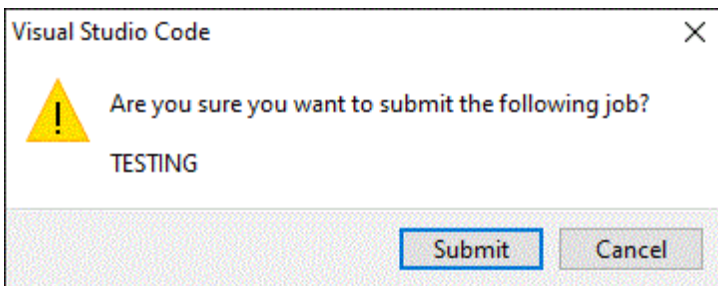 Visual Studio Code
Are you sure you want to submit the following job?
TESTING
Submit
Cancel